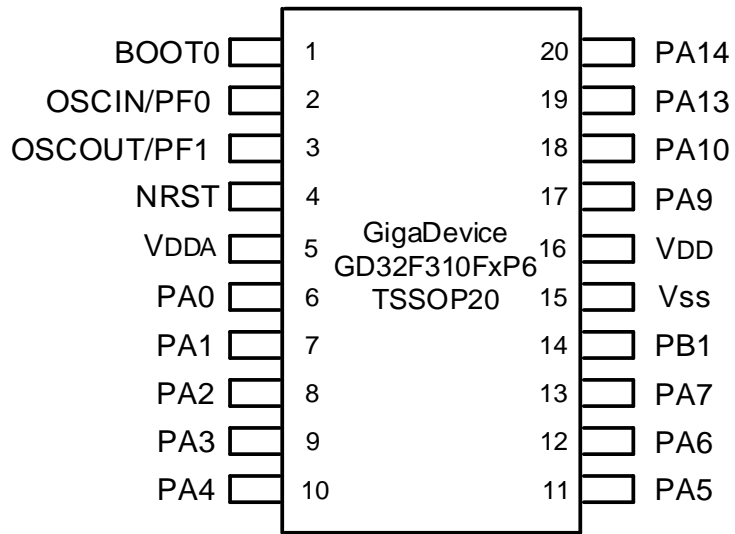 BOOT0 1 20 PA14
OSCIN/PF0 2 19 PA13
OSCOUT/PF1 3 18 PA10
NRST 4 17 PA9
VDDA 5 GigaDevice 16 VDD
GD32F310FxP6
PA0 6 TSSOP20 15 Vss
PA1 7 14 PB1
PA2 8 13 PA7
PA3 9 12 PA6
PA4 10 11 PA5